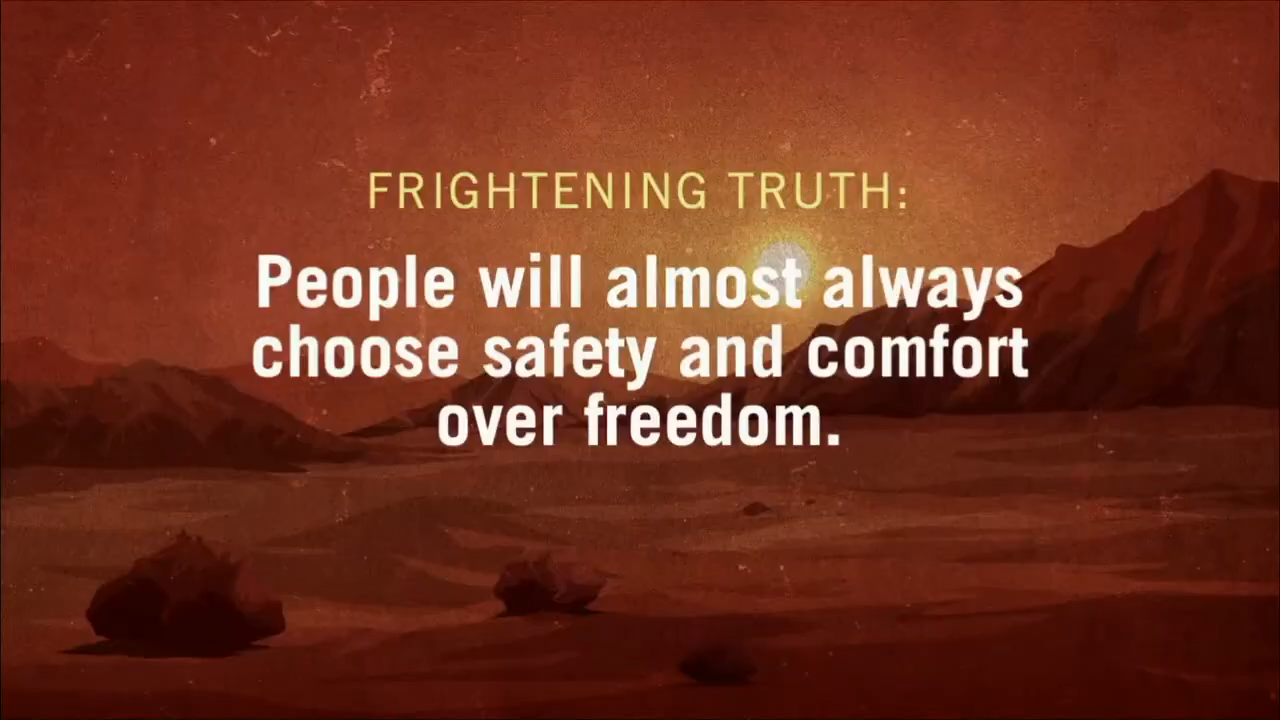 FRIGHTENING TRUTH:
People will almost always
choose safety and comfort
over freedom.